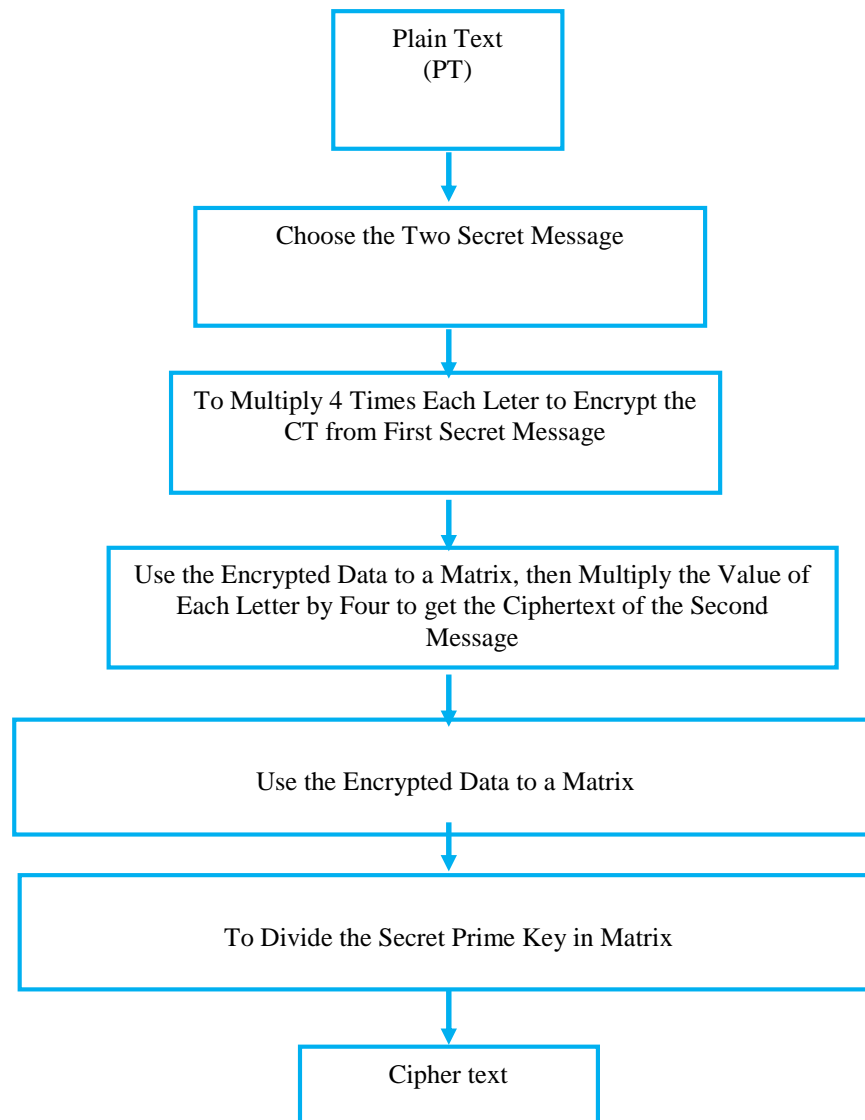 Plain Text
(PT)
Choose the Two Secret Message
To Multiply 4 Times Each Leter to Encrypt the
CT from First Secret Message
Use the Encrypted Data to a Matrix, then Multiply the Value of
Each Letter by Four to get the Ciphertext of the Second
Message
Use the Encrypted Data to a Matrix
To Divide the Secret Prime Key in Matrix
Cipher text